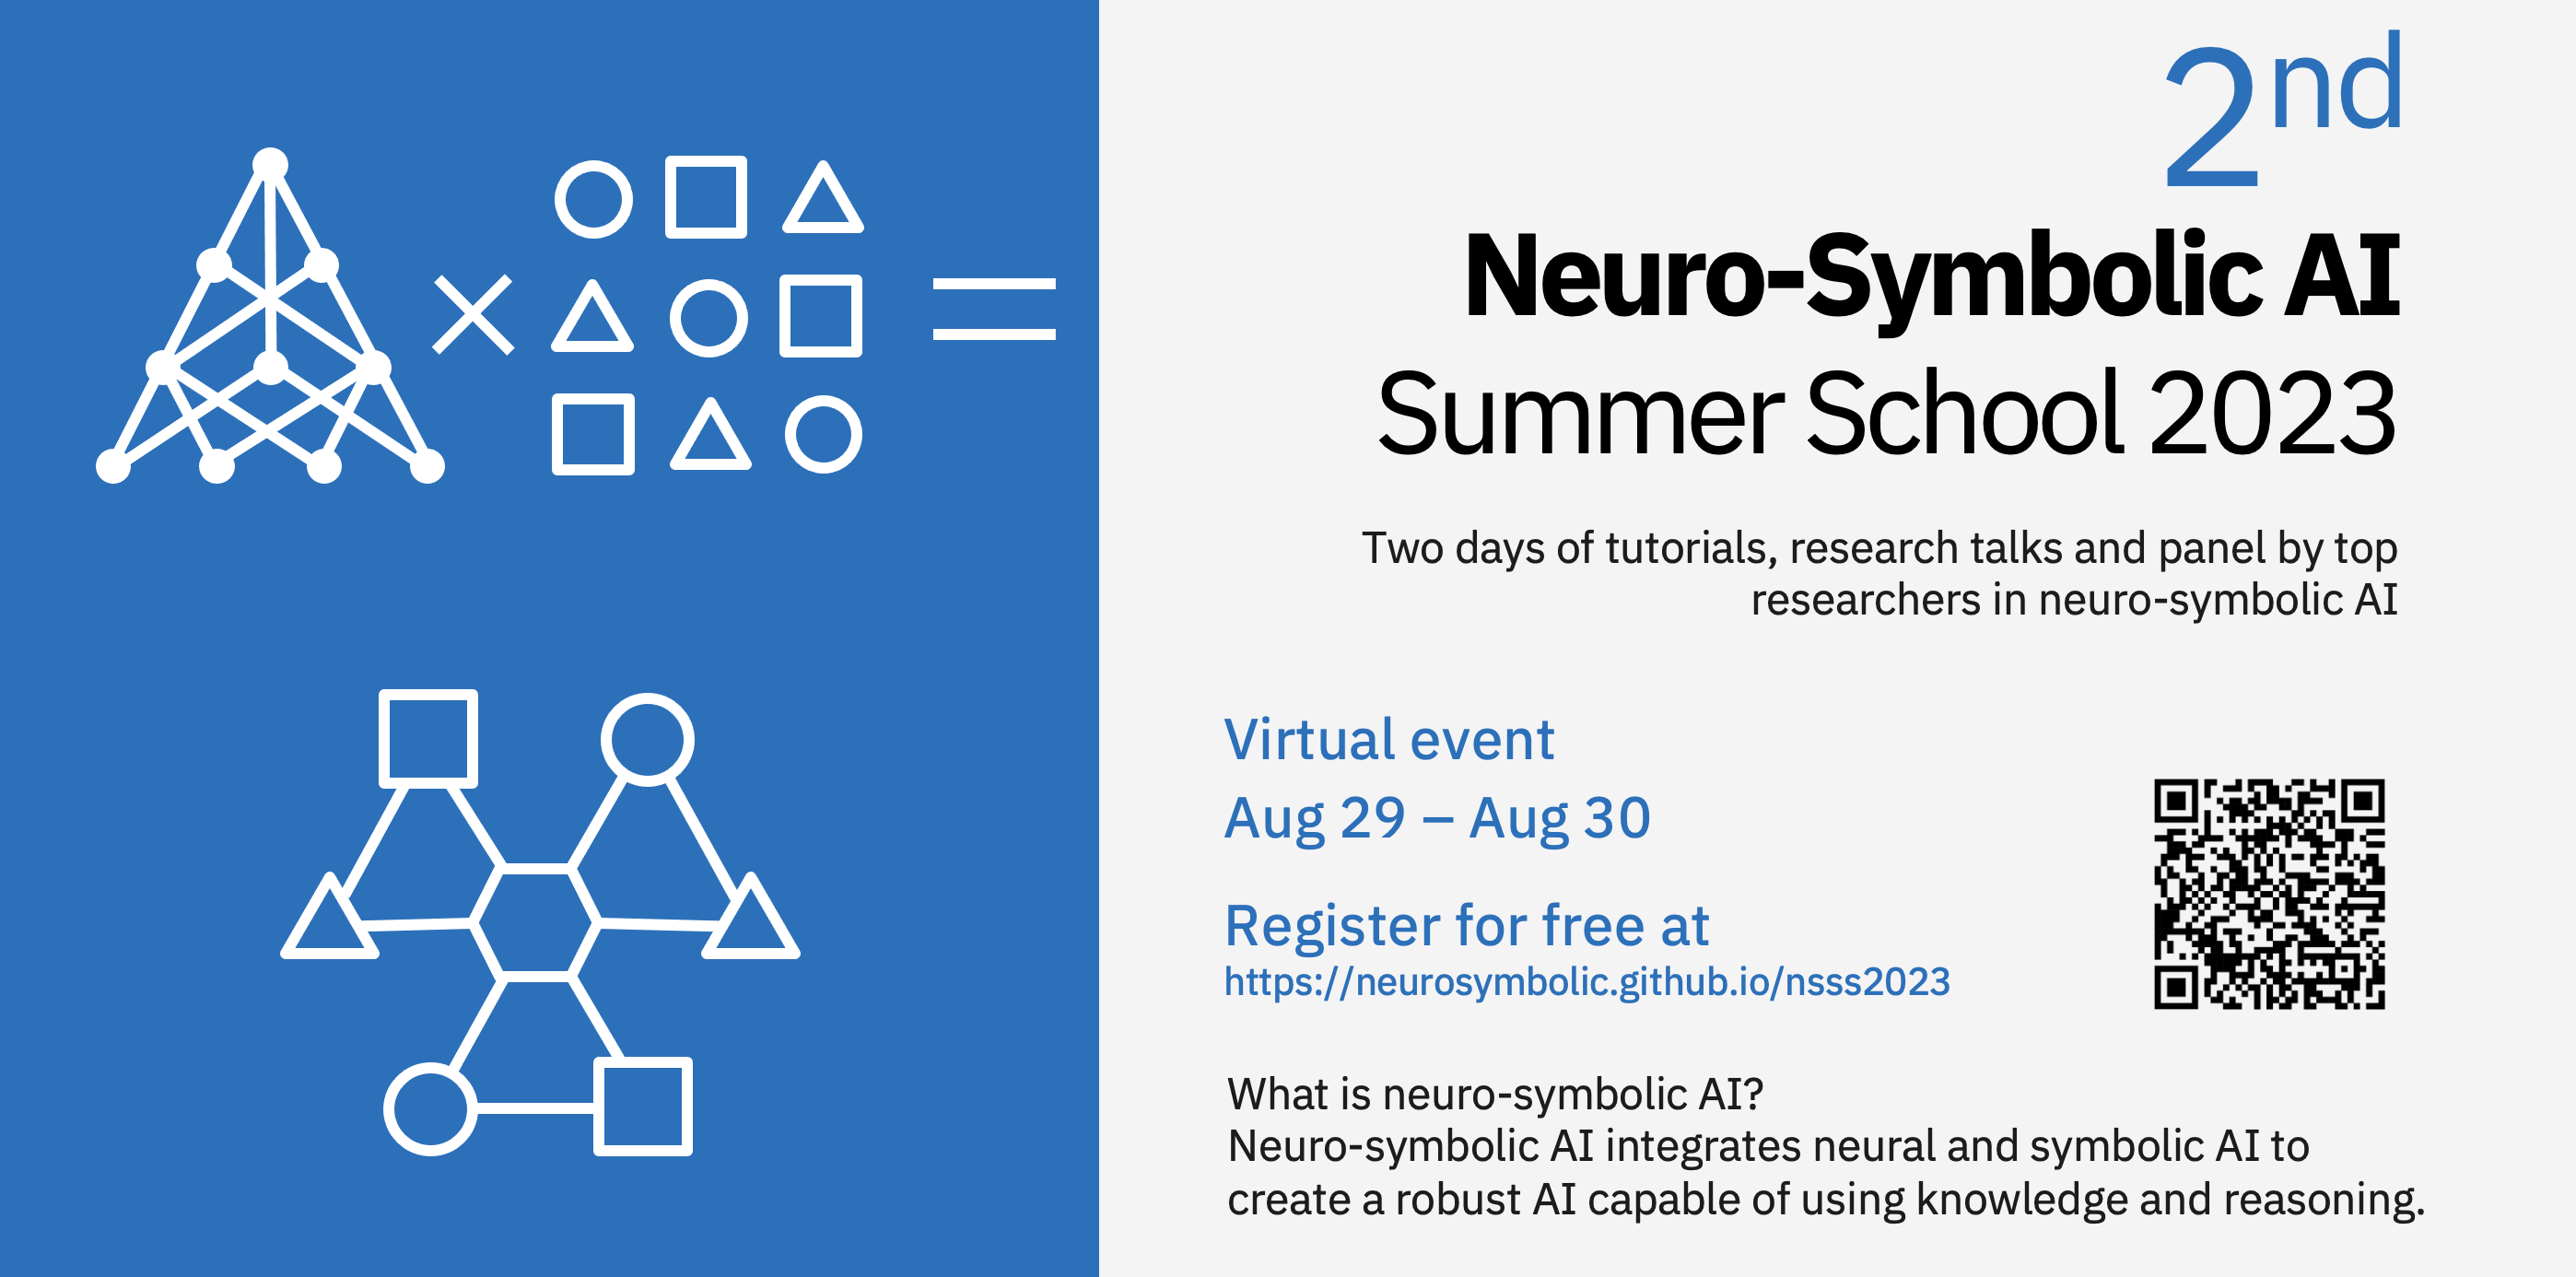 2nd
Neuro-Symbolic AI
Summer School 2023
Two days of tutorials, research talks and panel by top
researchers in neuro-symbolic AI
Virtual event
Aug 29 – Aug 30
Register for free at
https://neurosymbolic.github.io/nsss2023
What is neuro-symbolic AI?
Neuro-symbolic AI integrates neural and symbolic AI to
create a robust AI capable of using knowledge and reasoning.